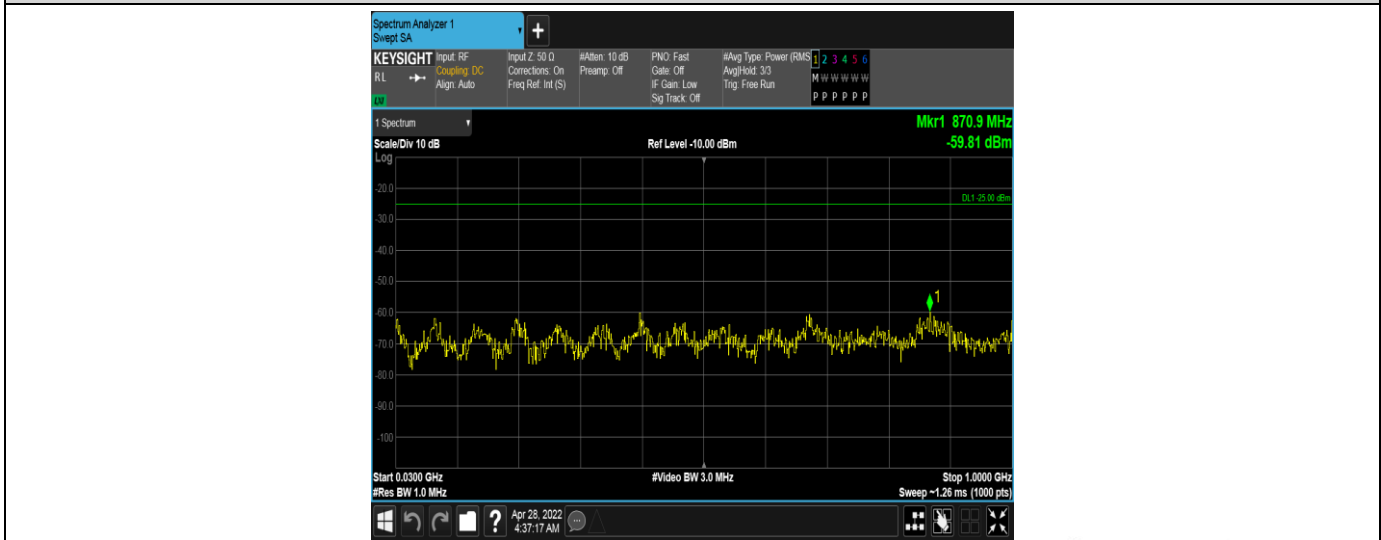 Spectrum Analyzer 1
Swept SA
+
KEYSIGHT
RL
Input: RF
Coupling: DC
Align: Auto
Input Z: 50 Ω
Corrections: On
Freq Ref: Int (S)
#Atten: 10 dB
Preamp: Off
PNO: Fast
Gate: Off
IF Gain: Low
Sig Track: Off
#Avg Type: Power (RMS
Avg|Hold: 3/3
Trig: Free Run
1 2 3 4 5 6
M W W W W W
P P P P P P
1 Spectrum
Scale/Div 10 dB
Ref Level -10.00 dBm
Mkr1 870.9 MHz
-59.81 dBm
Log
-20.0
DL1 -25.00 dBm
-30.0
-40.0
-50.0
1
-60.0
-70.0
-80.0
-90.0
-100
Start 0.0300 GHz
#Video BW 3.0 MHz
Stop 1.0000 GHz
#Res BW 1.0 MHz
Sweep ~1.26 ms (1000 pts)
?
Apr 28, 2022
4:37:17 AM